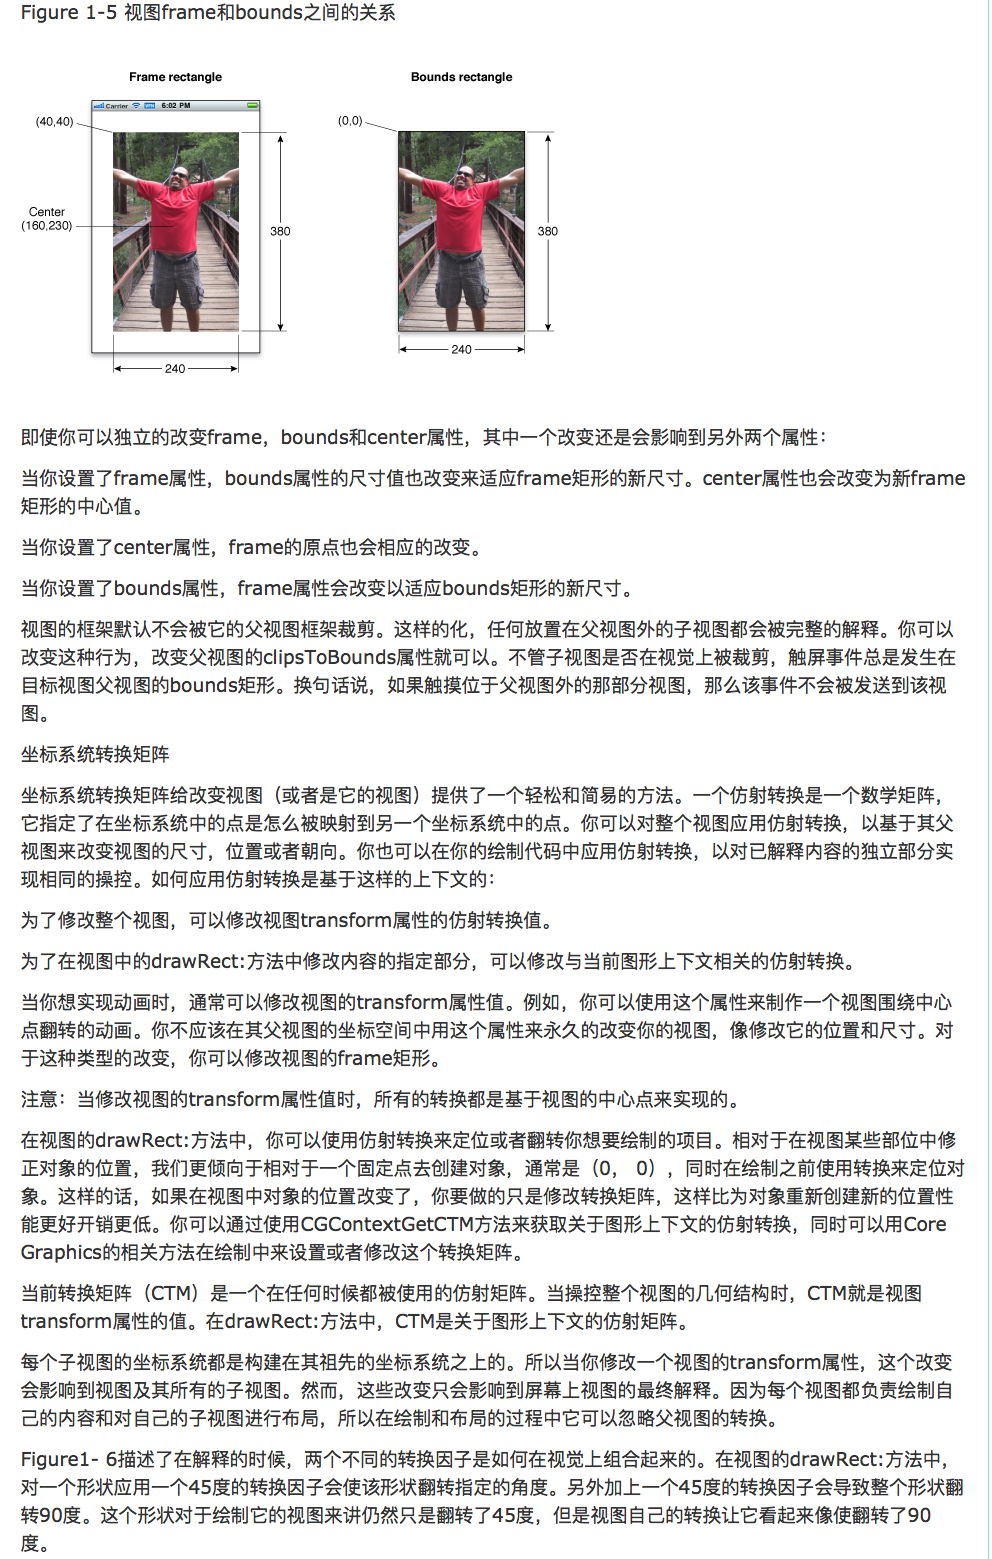 Figure 1-5 视图frame和bounds之间的关系
Frame rectangle
Bounds rectangle
Carrier
VPN
6:02 PM
(40,40)
(0,0)
Center
(160,230)
380
380
240
240
即使你可以独立的改变frame，bounds和center属性，其中一个改变还是会影响到另外两个属性：
当你设置了frame属性，bounds属性的尺寸值也改变来适应frame矩形的新尺寸。center属性也会改变为新frame
矩形的中心值。
当你设置了center属性，frame的原点也会相应的改变。
当你设置了bounds属性，frame属性会改变以适应bounds矩形的新尺寸。
视图的框架默认不会被它的父视图框架裁剪。这样的化，任何放置在父视图外的子视图都会被完整的解释。你可以
改变这种行为，改变父视图的clipsToBounds属性就可以。不管子视图是否在视觉上被裁剪，触屏事件总是发生在
目标视图父视图的bounds矩形。换句话说，如果触摸位于父视图外的那部分视图，那么该事件不会被发送到该视
图。
坐标系统转换矩阵
坐标系统转换矩阵给改变视图（或者是它的视图）提供了一个轻松和简易的方法。一个仿射转换是一个数学矩阵，
它指定了在坐标系统中的点是怎么被映射到另一个坐标系统中的点。你可以对整个视图应用仿射转换，以基于其父
视图来改变视图的尺寸，位置或者朝向。你也可以在你的绘制代码中应用仿射转换，以对已解释内容的独立部分实
现相同的操控。如何应用仿射转换是基于这样的上下文的：
为了修改整个视图，可以修改视图transform属性的仿射转换值。
为了在视图中的drawRect:方法中修改内容的指定部分，可以修改与当前图形上下文相关的仿射转换。
当你想实现动画时，通常可以修改视图的transform属性值。例如，你可以使用这个属性来制作一个视图围绕中心
点翻转的动画。你不应该在其父视图的坐标空间中用这个属性来永久的改变你的视图，像修改它的位置和尺寸。对
于这种类型的改变，你可以修改视图的frame矩形。
注意：当修改视图的transform属性值时，所有的转换都是基于视图的中心点来实现的。
在视图的drawRect:方法中，你可以使用仿射转换来定位或者翻转你想要绘制的项目。相对于在视图某些部位中修
正对象的位置，我们更倾向于相对于一个固定点去创建对象，通常是（0， 0），同时在绘制之前使用转换来定位对
象。这样的话，如果在视图中对象的位置改变了，你要做的只是修改转换矩阵，这样比为对象重新创建新的位置性
能更好开销更低。你可以通过使用CGContextGetCTM方法来获取关于图形上下文的仿射转换，同时可以用Core
Graphics的相关方法在绘制中来设置或者修改这个转换矩阵。
当前转换矩阵（CTM）是一个在任何时候都被使用的仿射矩阵。当操控整个视图的几何结构时，CTM就是视图
transform属性的值。在drawRect:方法中，CTM是关于图形上下文的仿射矩阵。
每个子视图的坐标系统都是构建在其祖先的坐标系统之上的。所以当你修改一个视图的transform属性，这个改变
会影响到视图及其所有的子视图。然而，这些改变只会影响到屏幕上视图的最终解释。因为每个视图都负责绘制自
己的内容和对自己的子视图进行布局，所以在绘制和布局的过程中它可以忽略父视图的转换。
Figure1- 6描述了在解释的时候，两个不同的转换因子是如何在视觉上组合起来的。在视图的drawRect:方法中，
对一个形状应用一个45度的转换因子会使该形状翻转指定的角度。另外加上一个45度的转换因子会导致整个形状翻
转90度。这个形状对于绘制它的视图来讲仍然只是翻转了45度，但是视图自己的转换让它看起来像使翻转了90
度。